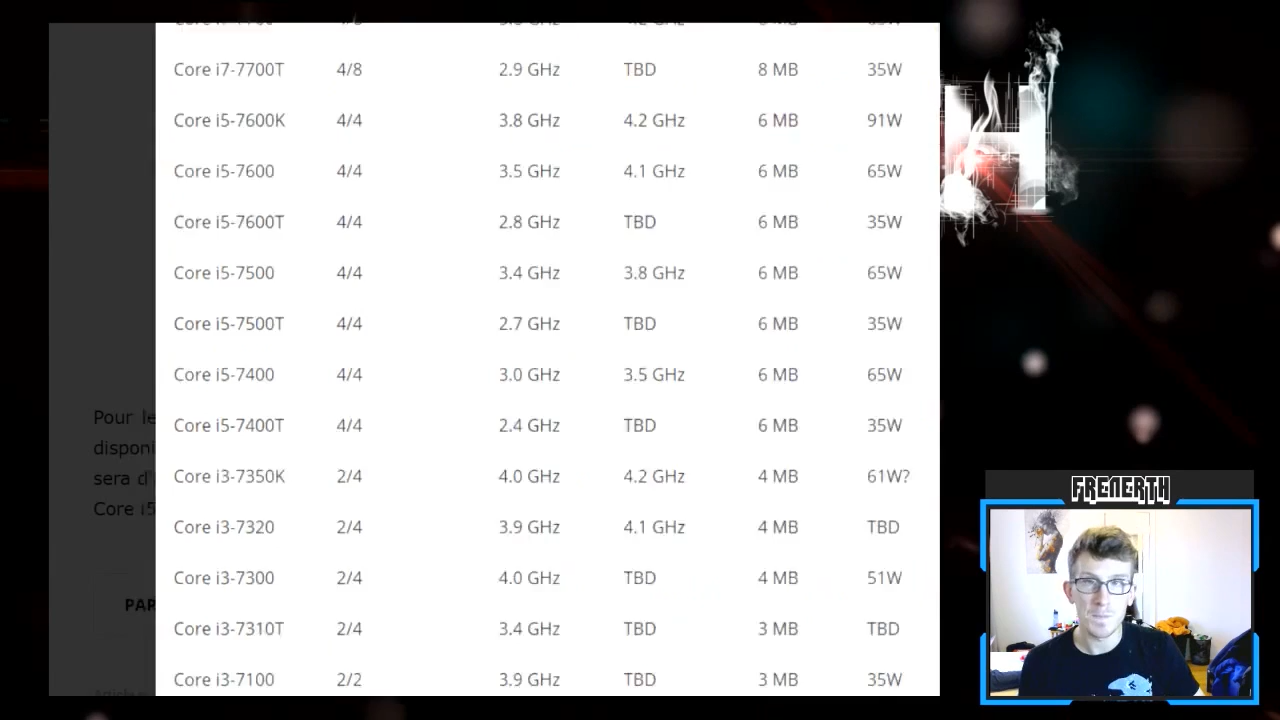 Core i7-7700T 4/8 2.9 GHz TBD 8 MB 35W
Core i5-7600K 4/4 3.8 GHz 4.2 GHz 6 MB 91W
Core i5-7600 4/4 3.5 GHz 4.1 GHz 6 MB 65W
Core i5-7600T 4/4 2.8 GHz TBD 6 MB 35W
Core i5-7500 4/4 3.4 GHz 3.8 GHz 6 MB 65W
Core i5-7500T 4/4 2.7 GHz TBD 6 MB 35W
Core i5-7400 4/4 3.0 GHz 3.5 GHz 6 MB 65W
Core i5-7400T 4/4 2.4 GHz TBD 6 MB 35W
Core i3-7350K 2/4 4.0 GHz 4.2 GHz 4 MB 61W?
Core i3-7320 2/4 3.9 GHz 4.1 GHz 4 MB TBD
Core i3-7300 2/4 4.0 GHz TBD 4 MB 51W
Core i3-7310T 2/4 3.4 GHz TBD 3 MB TBD
Core i3-7100 2/2 3.9 GHz TBD 3 MB 35W
Pour le
disponi
sera d'
Core i5
PAR
FRENERTH